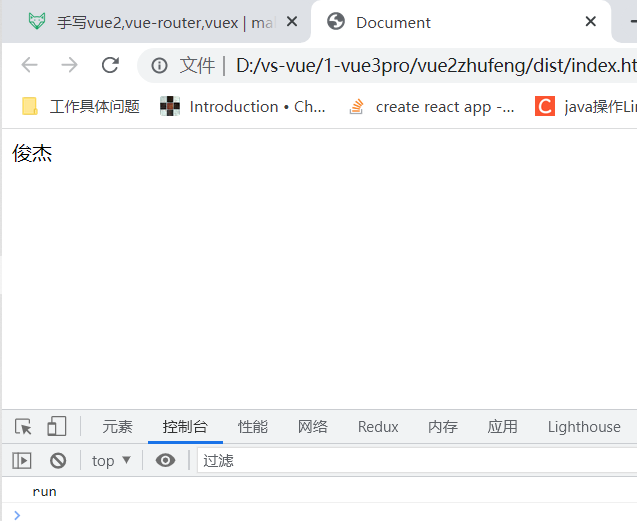 手写vue2,vue-router,vuex | mal
Document
文件 | D:/vs-vue/1-vue3pro/vue2zhufeng/dist/index.ht
工作具体问题 Introduction • Ch... create react app -... C java操作Lin
俊杰
元素 控制台 性能 网络 Redux 内存 应用 Lighthouse
top 过滤
run